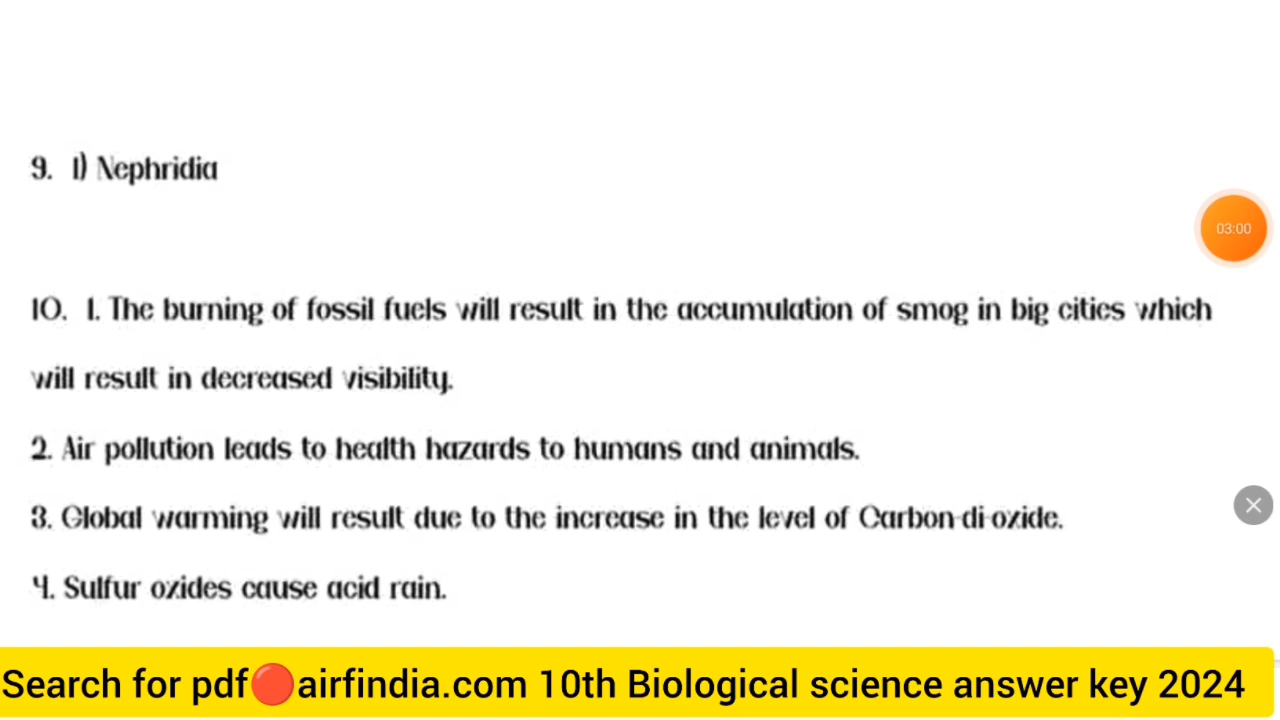 9. 1) Nephridia
03:00
10. 1. The burning of fossil fuels will result in the accumulation of smog in big cities which
will result in decreased visibility.
2. Air pollution leads to health hazards to humans and animals.
3. Global warming will result due to the increase in the level of Carbon-di-oxide.
4. Sulfur oxides cause acid rain.
Search for pdf🔴airfindia.com 10th Biological science answer key 2024